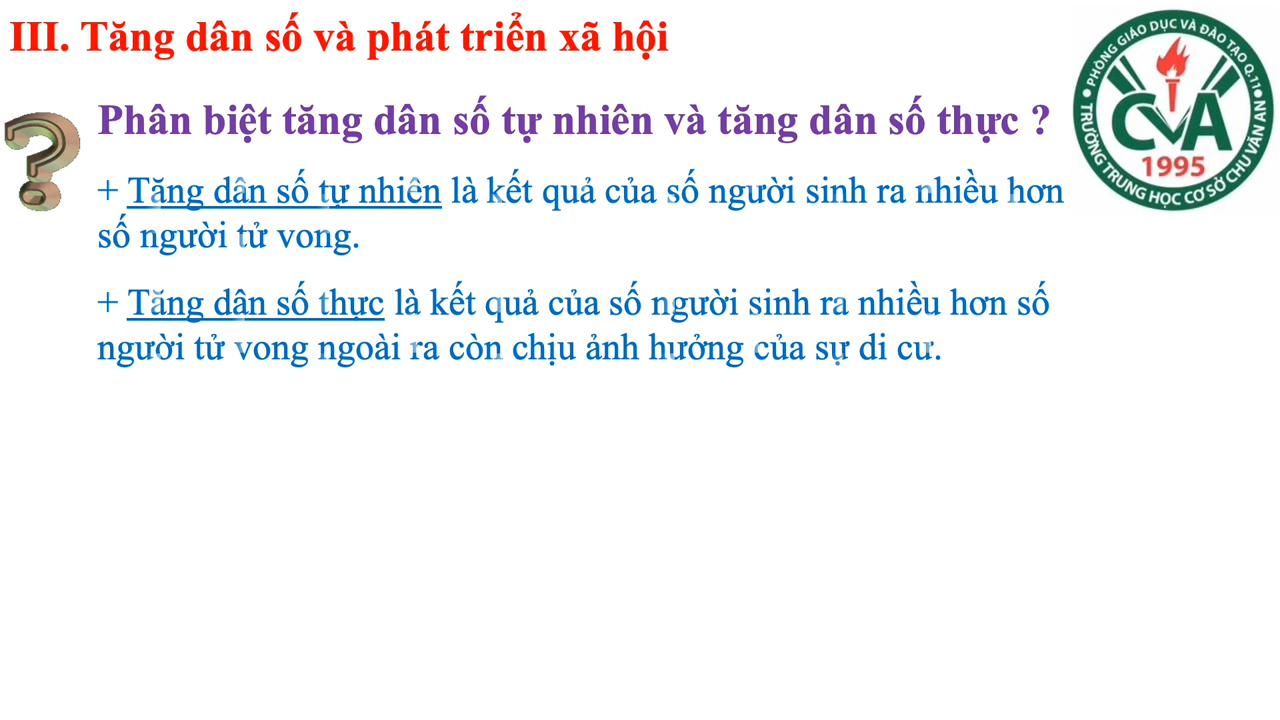 III. Tăng dân số và phát triển xã hội
Phân biệt tăng dân số tự nhiên và tăng dân số thực ?
+ Tăng dân số tự nhiên là kết quả của số người sinh ra nhiều hơn
số người tử vong.
+ Tăng dân số thực là kết quả của số người sinh ra nhiều hơn số
người tử vong ngoài ra còn chịu ảnh hưởng của sự di cư.
PHÒNG GIÁO DỤC VÀ ĐÀO TẠO Q.11
CVA
1995
TRƯỜNG TRUNG HỌC CƠ SỞ CHU VĂN AN